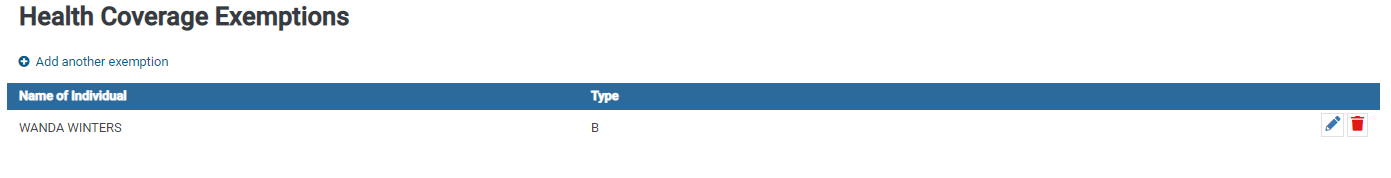 Health Coverage Exemptions
Add another exemption
Name of Individual Type
WANDA WINTERS B